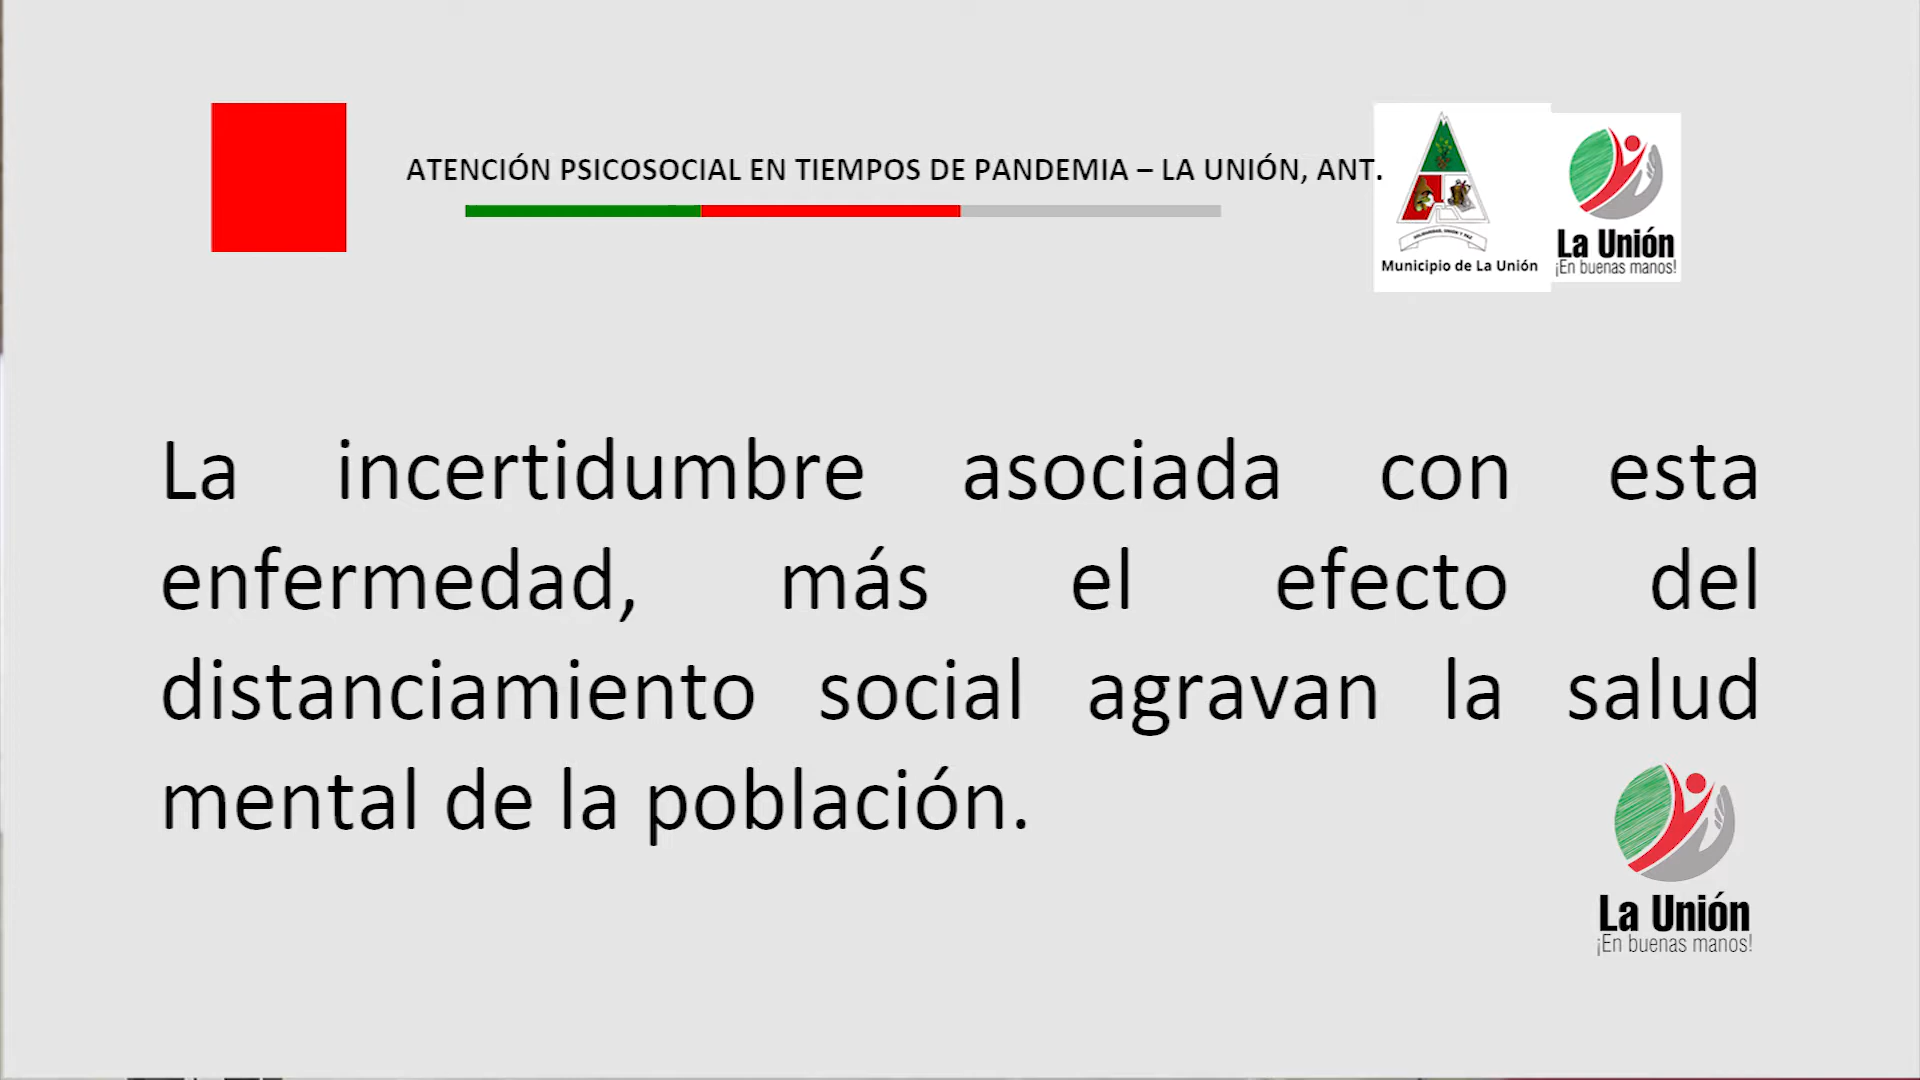 ATENCIÓN PSICOSOCIAL EN TIEMPOS DE PANDEMIA – LA UNIÓN, ANT.
Municipio de La Unión
La Unión
¡En buenas manos!
La incertidumbre asociada con esta
enfermedad, más el efecto del
distanciamiento social agravan la salud
mental de la población.
La Unión
¡En buenas manos!